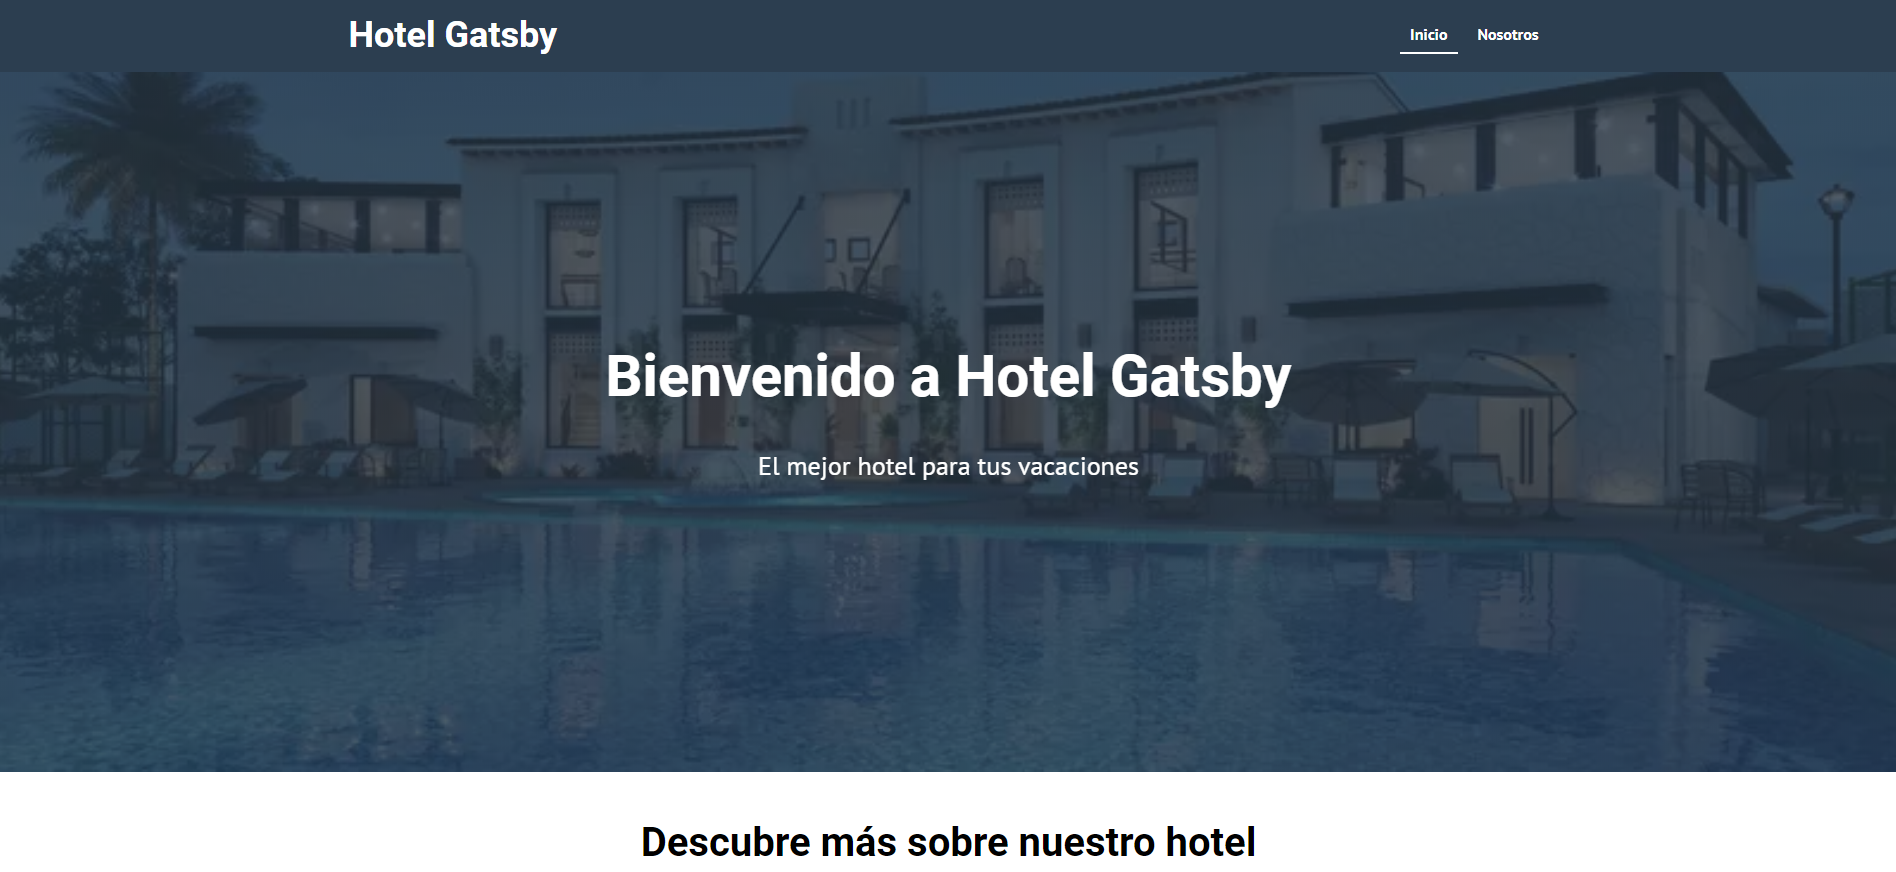 Hotel Gatsby
Inicio Nosotros
Bienvenido a Hotel Gatsby
El mejor hotel para tus vacaciones
Descubre más sobre nuestro hotel